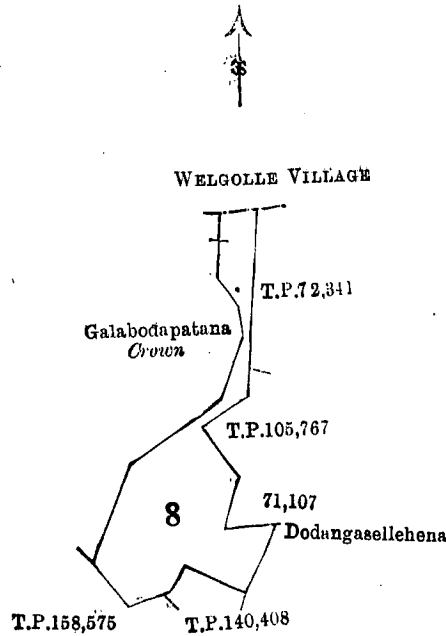 WELGOLLE VILLAGE
T.P.72,341
Galabodapatana
Crown
T.P.105,767
71,107
8
Dodangasellehena
T.P.158,575
T.P.140,408